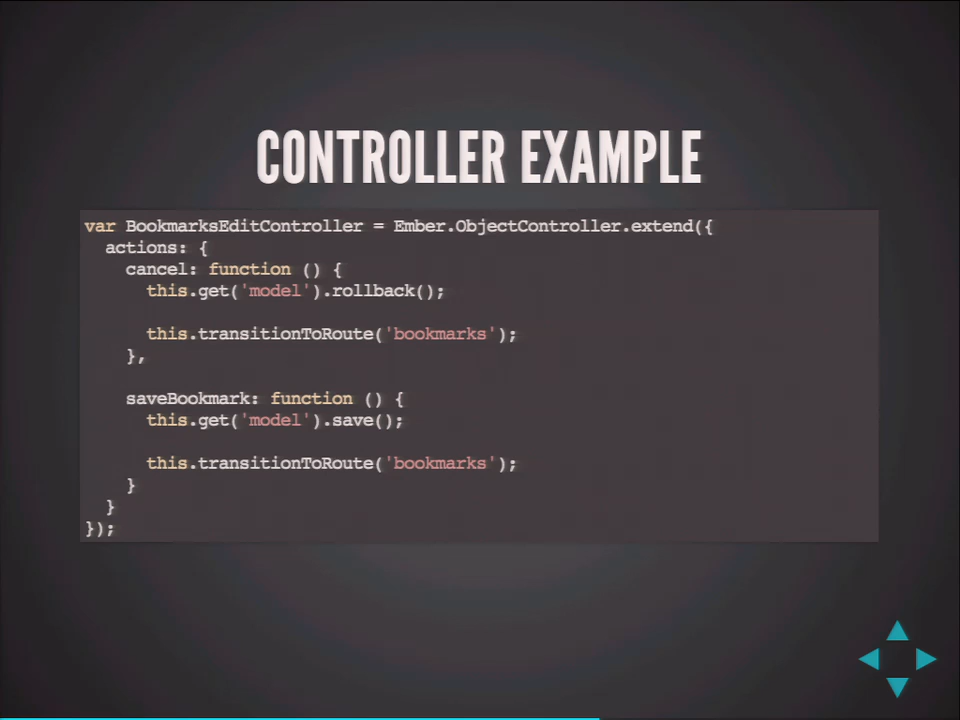 CONTROLLER EXAMPLE
var BookmarksEditController = Ember.ObjectController.extend({
  actions: {
    cancel: function () {
      this.get('model').rollback();

      this.transitionToRoute('bookmarks');
    },

    saveBookmark: function () {
      this.get('model').save();

      this.transitionToRoute('bookmarks');
    }
  }
});